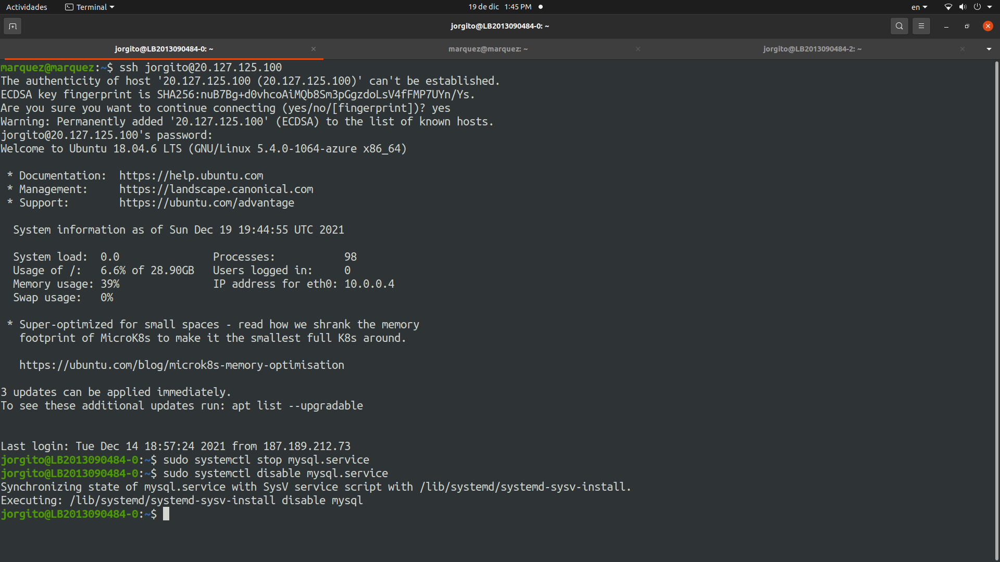 Actividades Terminal 19 de dic 1:45 PM en
jorgito@LB2013090484-0: ~
jorgito@LB2013090484-0: ~ marquez@marquez: ~ jorgito@LB2013090484-2: ~
marquez@marquez:~$ ssh jorgito@20.127.125.100
The authenticity of host '20.127.125.100 (20.127.125.100)' can't be established.
ECDSA key fingerprint is SHA256:nuB7Bg+d0vhcoAiMQb8Sm3pGgzdoLsV4fFMP7UYn/Ys.
Are you sure you want to continue connecting (yes/no/[fingerprint])? yes
Warning: Permanently added '20.127.125.100' (ECDSA) to the list of known hosts.
jorgito@20.127.125.100's password:
Welcome to Ubuntu 18.04.6 LTS (GNU/Linux 5.4.0-1064-azure x86_64)
* Documentation: https://help.ubuntu.com
* Management: https://landscape.canonical.com
* Support: https://ubuntu.com/advantage
System information as of Sun Dec 19 19:44:55 UTC 2021
System load: 0.0 Processes: 98
Usage of /: 6.6% of 28.90GB Users logged in: 0
Memory usage: 39% IP address for eth0: 10.0.0.4
Swap usage: 0%
* Super-optimized for small spaces - read how we shrank the memory
footprint of MicroK8s to make it the smallest full K8s around.
https://ubuntu.com/blog/microk8s-memory-optimisation
3 updates can be applied immediately.
To see these additional updates run: apt list --upgradable
Last login: Tue Dec 14 18:57:24 2021 from 187.189.212.73
jorgito@LB2013090484-0:~$ sudo systemctl stop mysql.service
jorgito@LB2013090484-0:~$ sudo systemctl disable mysql.service
Synchronizing state of mysql.service with SysV service script with /lib/systemd/systemd-sysv-install.
Executing: /lib/systemd/systemd-sysv-install disable mysql
jorgito@LB2013090484-0:~$